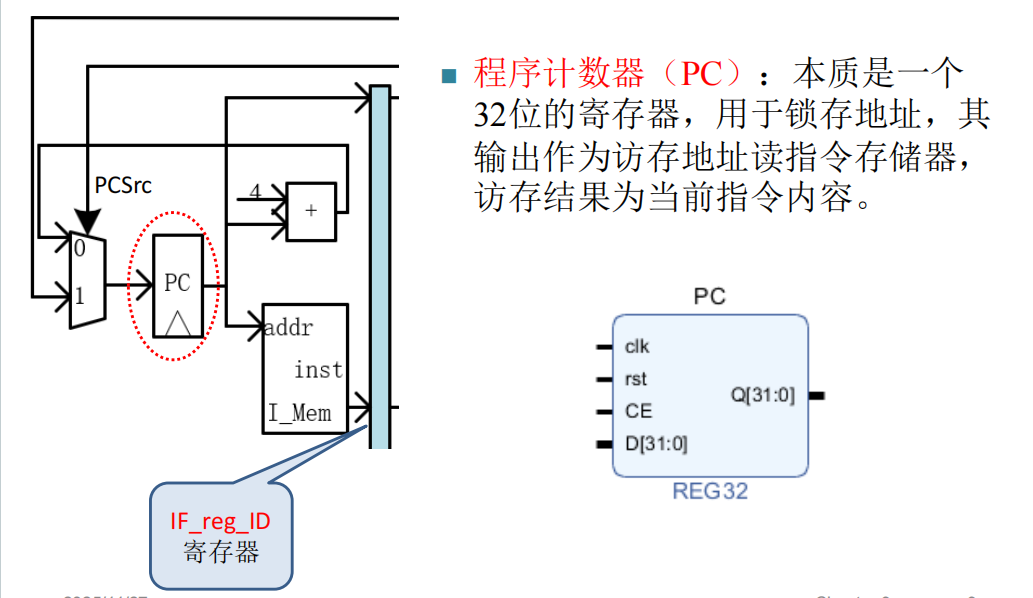 PCSrc
0
1
PC
4
+
addr
inst
I_Mem
IF_reg_ID
寄存器
程序计数器（PC）：本质是一个
32位的寄存器，用于锁存地址，其
输出作为访存地址读指令存储器，
访存结果为当前指令内容。
PC
clk
rst
CE
D[31:0]
Q[31:0]
REG32